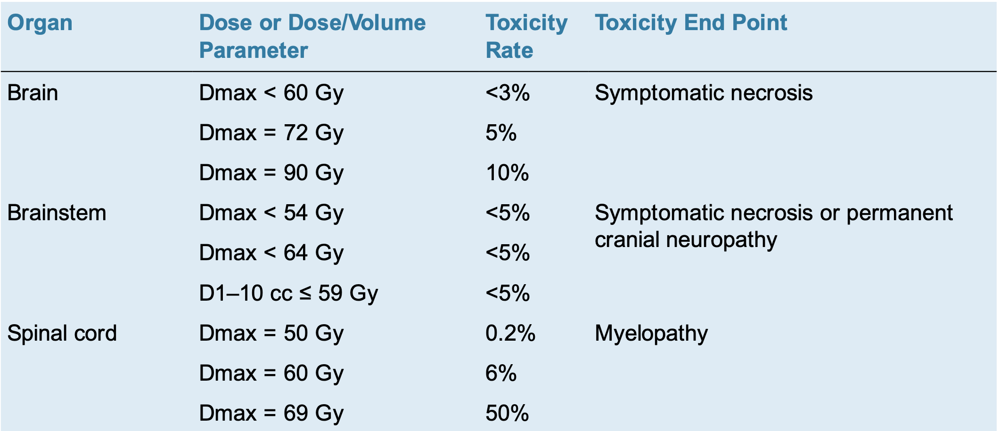 Organ Dose or Dose/Volume Parameter Toxicity Rate Toxicity End Point
Brain Dmax < 60 Gy <3% Symptomatic necrosis
Dmax = 72 Gy 5%
Dmax = 90 Gy 10%
Brainstem Dmax < 54 Gy <5% Symptomatic necrosis or permanent cranial neuropathy
Dmax < 64 Gy <5%
D1–10 cc ≤ 59 Gy <5%
Spinal cord Dmax = 50 Gy 0.2% Myelopathy
Dmax = 60 Gy 6%
Dmax = 69 Gy 50%